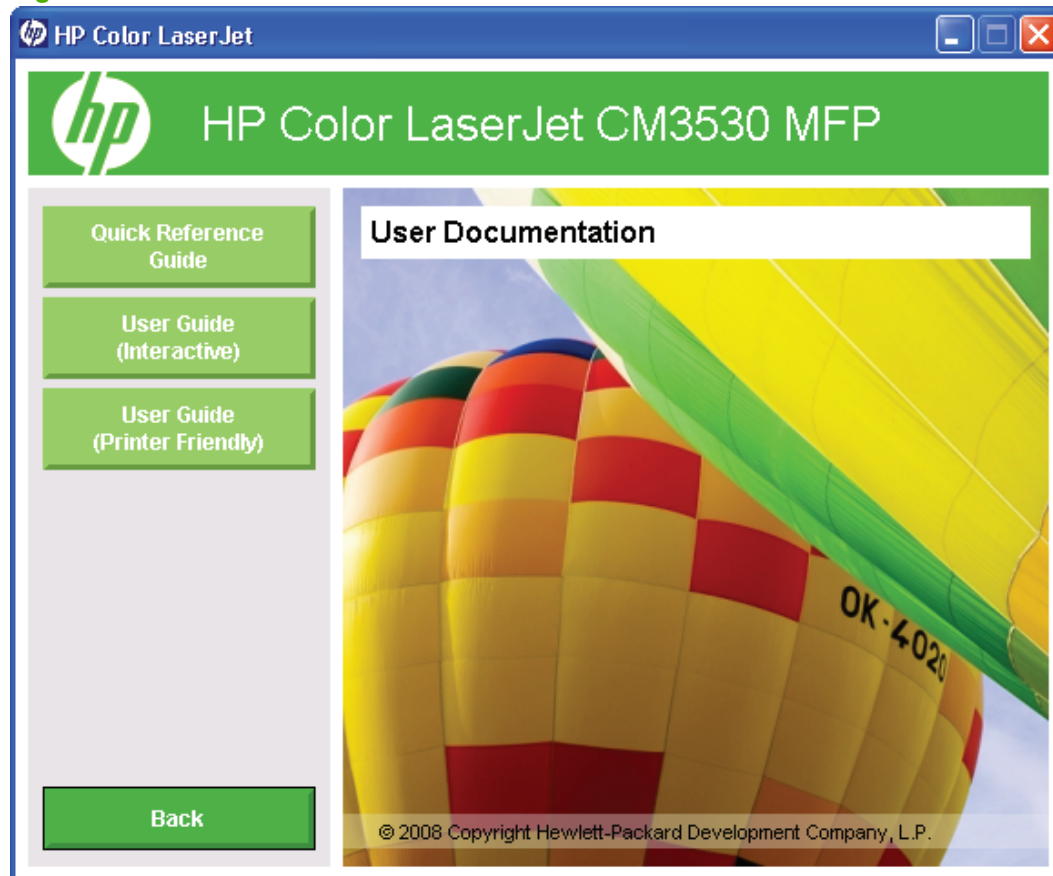 HP Color LaserJet
hp
HP Color LaserJet CM3530 MFP
Quick Reference
Guide
User Guide
(Interactive)
User Guide
(Printer Friendly)
Back
User Documentation
OK-4020
© 2008 Copyright Hewlett-Packard Development Company, L.P.